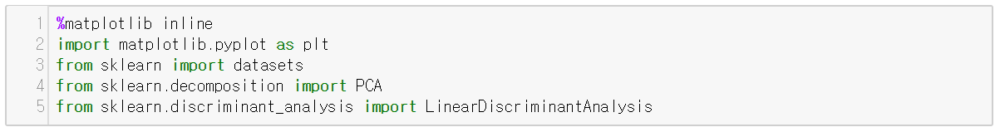 1 %matplotlib inline
2 import matplotlib.pyplot as plt
3 from sklearn import datasets
4 from sklearn.decomposition import PCA
5 from sklearn.discriminant_analysis import LinearDiscriminantAnalysis